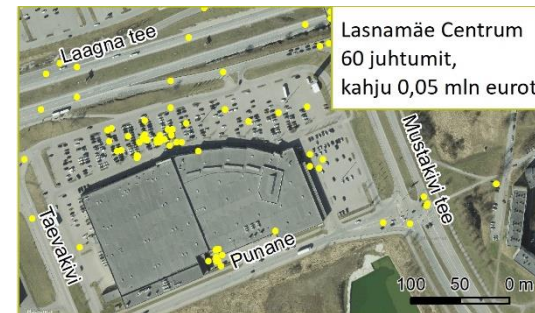 Lasnamäe Centrum
60 juhtumit,
kahju 0,05 mln eurot
Laagna tee
Mustakivi tee
Taevakivi
Punane
100 50 0 m